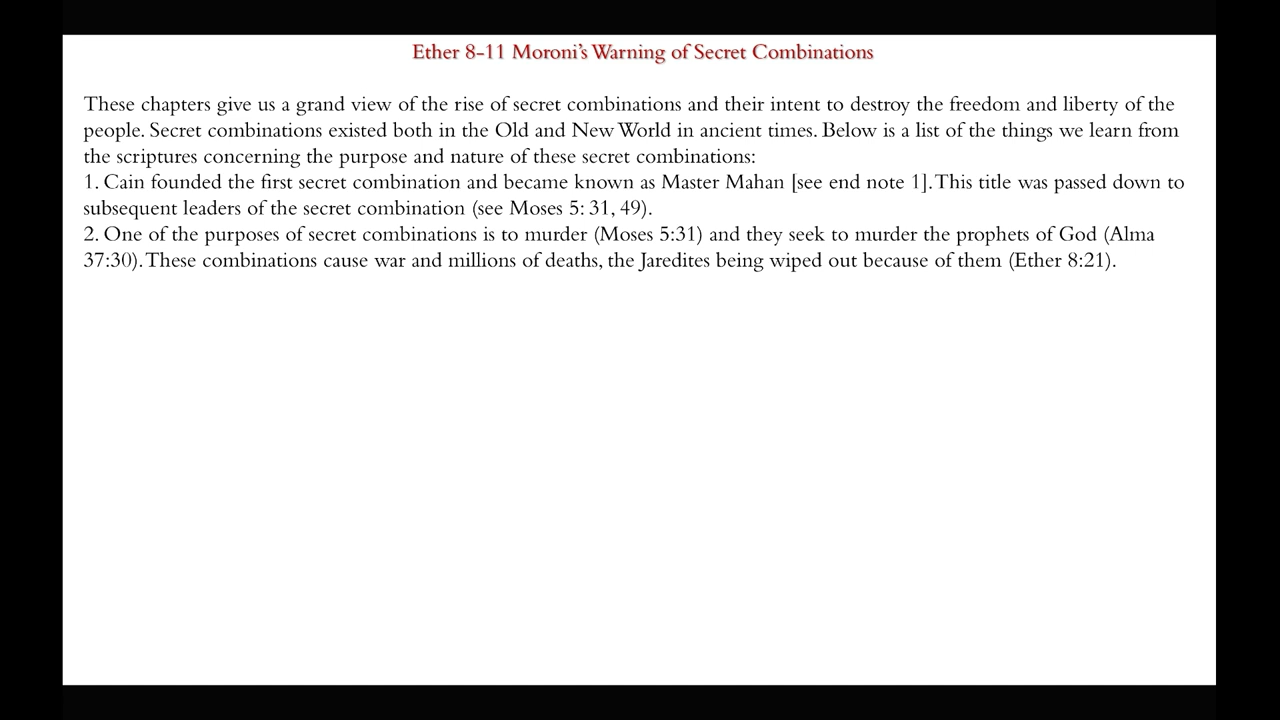 Ether 8-11 Moroni's Warning of Secret Combinations
These chapters give us a grand view of the rise of secret combinations and their intent to destroy the freedom and liberty of the
people. Secret combinations existed both in the Old and New World in ancient times. Below is a list of the things we learn from
the scriptures concerning the purpose and nature of these secret combinations:
1. Cain founded the first secret combination and became known as Master Mahan [see end note 1]. This title was passed down to
subsequent leaders of the secret combination (see Moses 5: 31, 49).
2. One of the purposes of secret combinations is to murder (Moses 5:31) and they seek to murder the prophets of God (Alma
37:30). These combinations cause war and millions of deaths, the Jaredites being wiped out because of them (Ether 8:21).